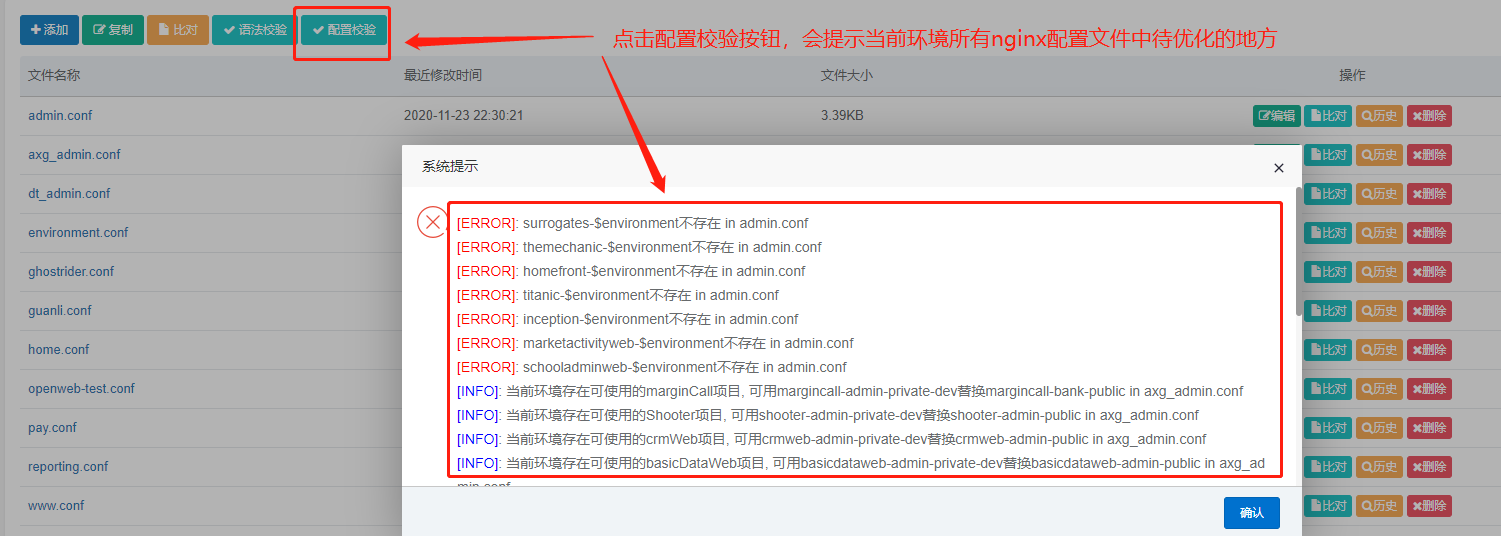 添加 复制 比对 语法校验 配置校验
点击配置校验按钮，会提示当前环境所有nginx配置文件中待优化的地方
文件名称 最近修改时间 文件大小 操作
admin.conf 2020-11-23 22:30:21 3.39KB 编辑 比对 历史 删除
axg_admin.conf 比对 历史 删除
系统提示 ×
dt_admin.conf 比对 历史 删除
[ERROR]: surrogates-$environment不存在 in admin.conf
environment.conf 比对 历史 删除
[ERROR]: themechanic-$environment不存在 in admin.conf
ghostrider.conf 比对 历史 删除
[ERROR]: homefront-$environment不存在 in admin.conf
[ERROR]: titanic-$environment不存在 in admin.conf
guanli.conf 比对 历史 删除
[ERROR]: inception-$environment不存在 in admin.conf
home.conf 比对 历史 删除
[ERROR]: marketactivityweb-$environment不存在 in admin.conf
[ERROR]: schooladminweb-$environment不存在 in admin.conf
openweb-test.conf 比对 历史 删除
[INFO]: 当前环境存在可使用的marginCall项目, 可用margincall-admin-private-dev替换margincall-bank-public in axg_admin.conf
[INFO]: 当前环境存在可使用的Shooter项目, 可用shooter-admin-private-dev替换shooter-admin-public in axg_admin.conf
pay.conf 比对 历史 删除
[INFO]: 当前环境存在可使用的crmWeb项目, 可用crmweb-admin-private-dev替换crmweb-admin-public in axg_admin.conf
reporting.conf 比对 历史 删除
[INFO]: 当前环境存在可使用的basicDataWeb项目, 可用basicdataweb-admin-private-dev替换basicdataweb-admin-public in axg_ad
min.conf
www.conf 比对 历史 删除
确认